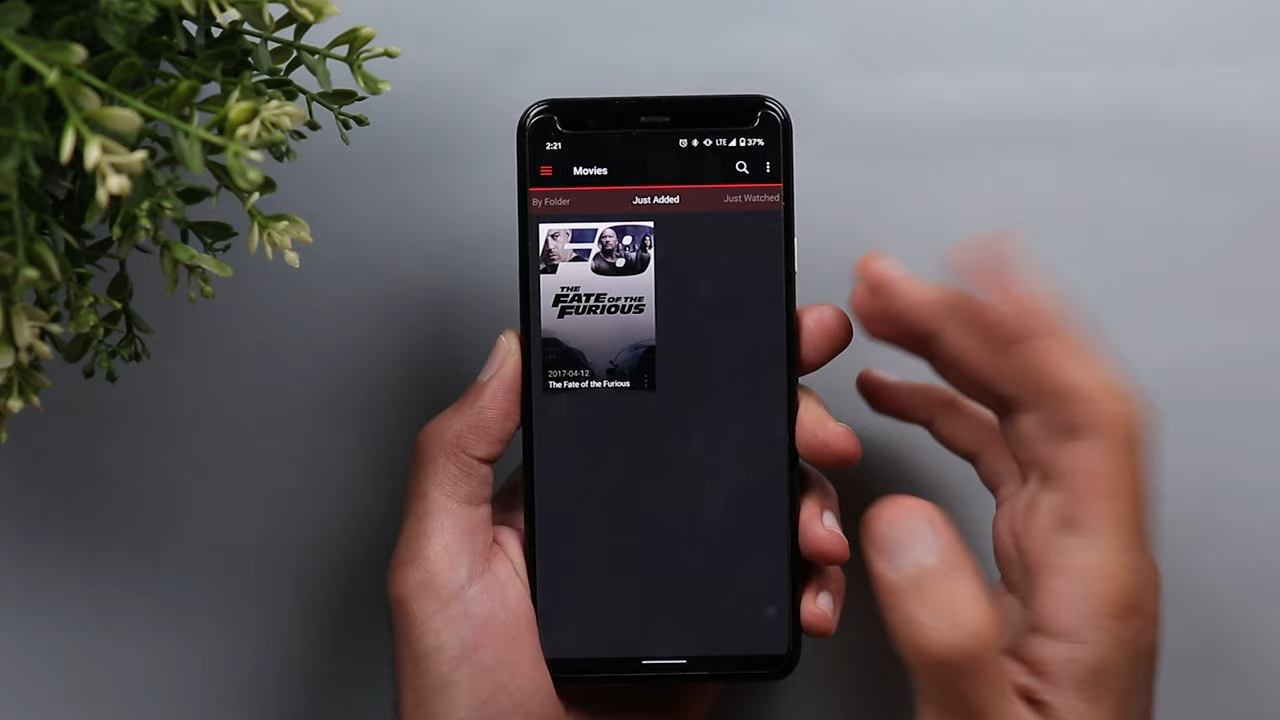 2:21 LTE 37%
Movies
By Folder Just Added Just Watched
F8
THE
FATE OF THE
FURIOUS
2017-04-12
The Fate of the Furious